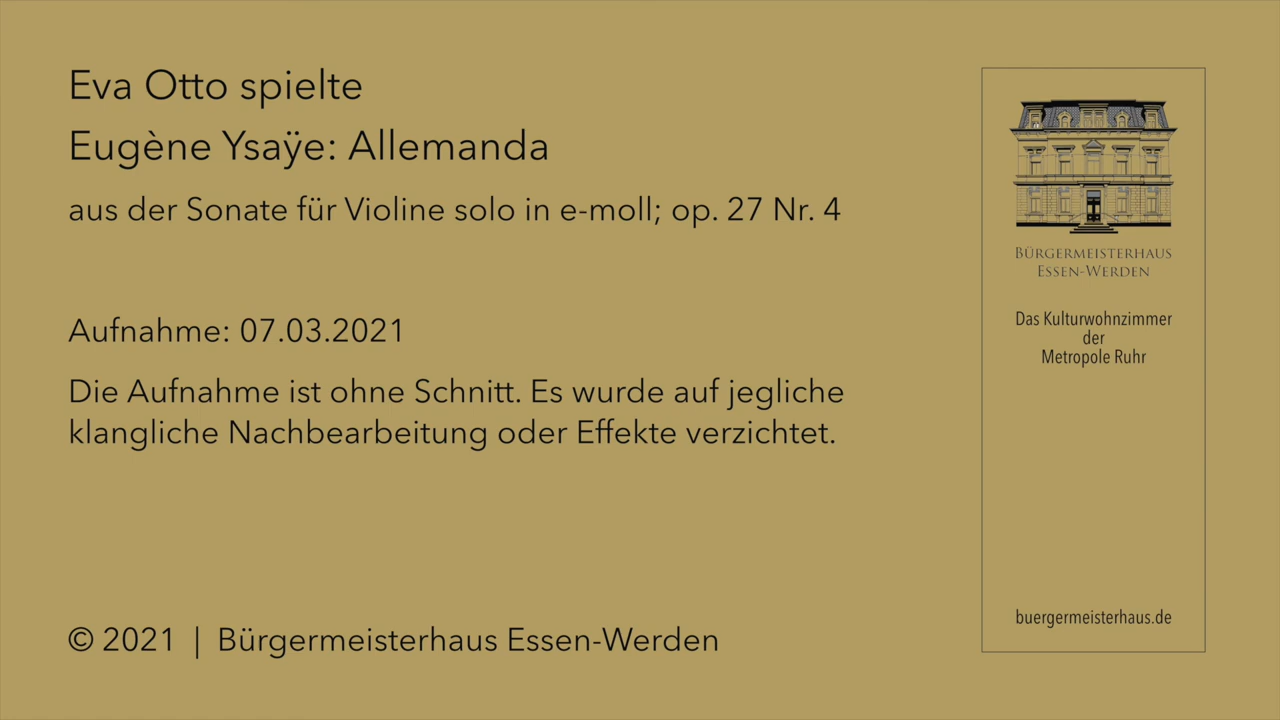 Eva Otto spielte
Eugène Ysaÿe: Allemanda
aus der Sonate für Violine solo in e-moll; op. 27 Nr. 4
Aufnahme: 07.03.2021
Die Aufnahme ist ohne Schnitt. Es wurde auf jegliche
klangliche Nachbearbeitung oder Effekte verzichtet.
© 2021 | Bürgermeisterhaus Essen-Werden
BÜRGERMEISTERHAUS
ESSEN-WERDEN
Das Kulturwohnzimmer
der
Metropole Ruhr
buergermeisterhaus.de